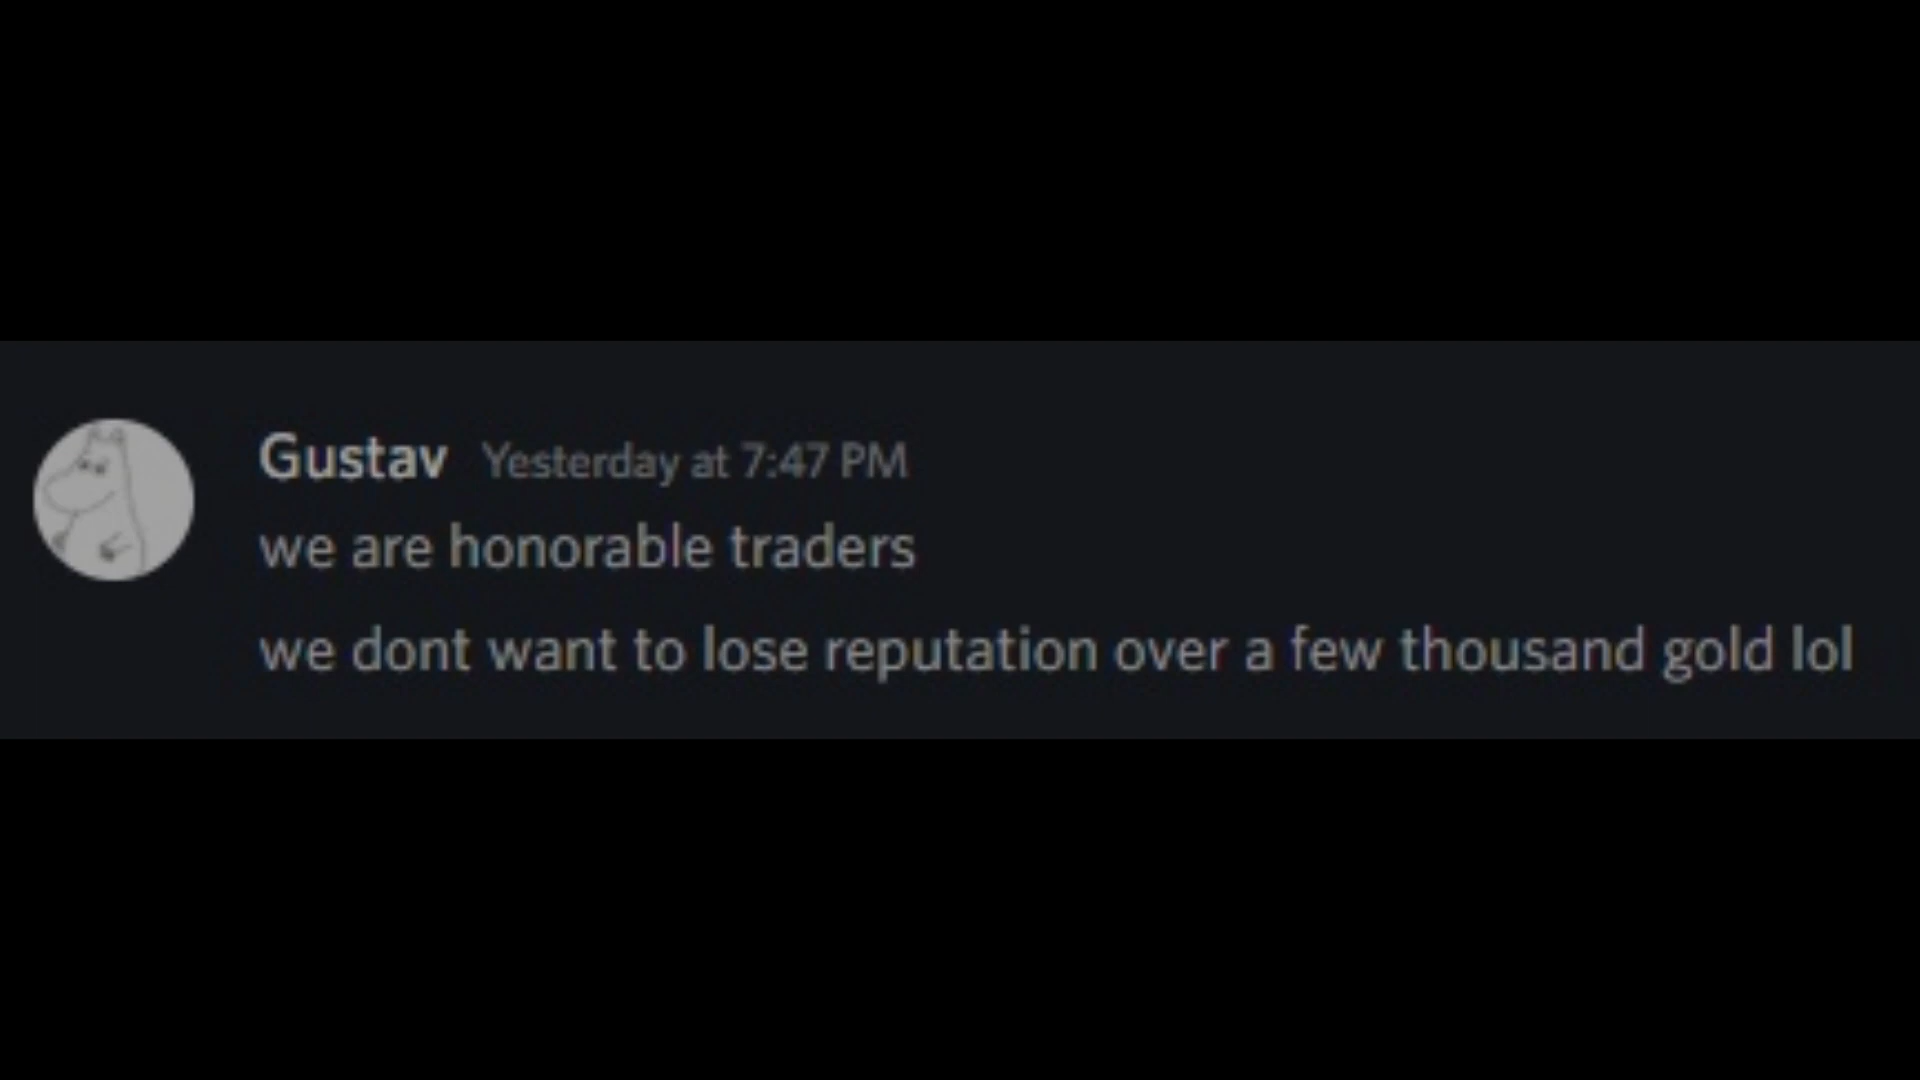 Gustav Yesterday at 7:47 PM
we are honorable traders
we dont want to lose reputation over a few thousand gold lol